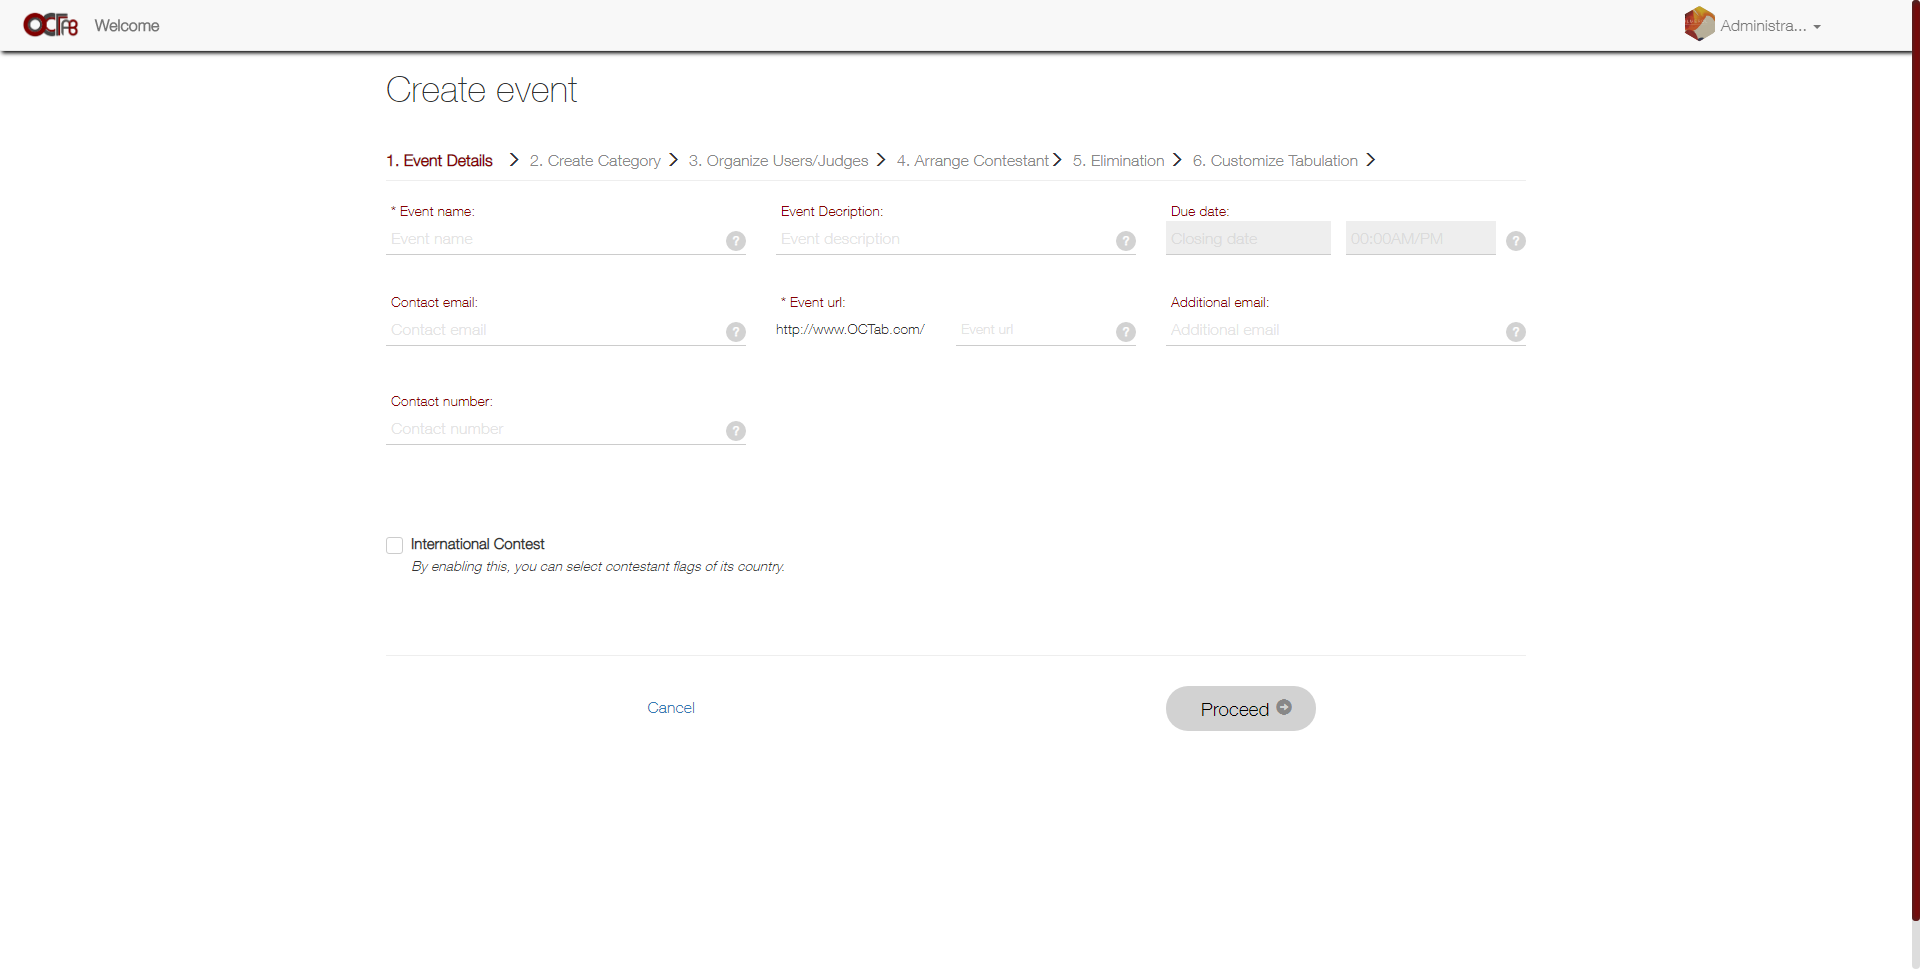 OCTAB Welcome Administra...
Create event
1. Event Details 2. Create Category 3. Organize Users/Judges 4. Arrange Contestant 5. Elimination 6. Customize Tabulation
* Event name: Event Decription: Due date:
Event name ? Event description ? Closing date 00:00AM/PM ?
Contact email: * Event url: Additional email:
Contact email ? http://www.OCTab.com/ Event url ? Additional email ?
Contact number:
Contact number ?
International Contest
By enabling this, you can select contestant flags of its country.
Cancel Proceed